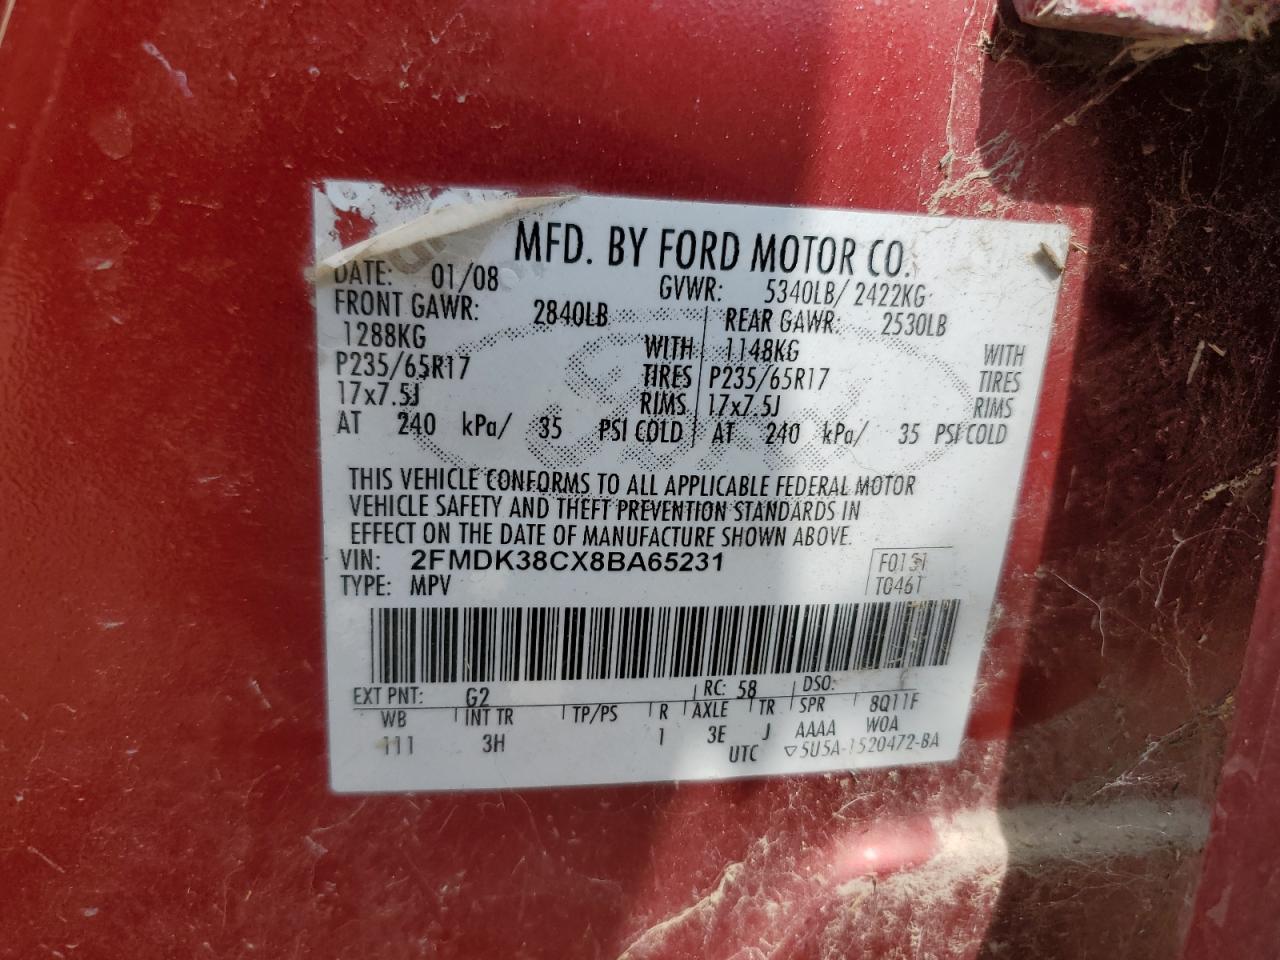 MFD. BY FORD MOTOR CO.
DATE: 01/08 GVWR: 5340LB/ 2422KG
FRONT GAWR: 2840LB REAR GAWR: 2530LB
1288KG WITH 1148KG WITH
P235/65R17 TIRES P235/65R17 TIRES
17x7.5J RIMS 17x7.5J RIMS
AT 240 kPa/ 35 PSI COLD AT 240 kPa/ 35 PSI COLD
THIS VEHICLE CONFORMS TO ALL APPLICABLE FEDERAL MOTOR
VEHICLE SAFETY AND THEFT PREVENTION STANDARDS IN
EFFECT ON THE DATE OF MANUFACTURE SHOWN ABOVE.
VIN: 2FMDK38CX8BA65231 F0131
TYPE: MPV T0461
EXT PNT: G2 RC: 58 DSO:
WB INT TR TP/PS R AXLE TR SPR 8Q11F
111 3H 1 3E J AAAA W0A
UTC ▽5U5A-1520472-BA